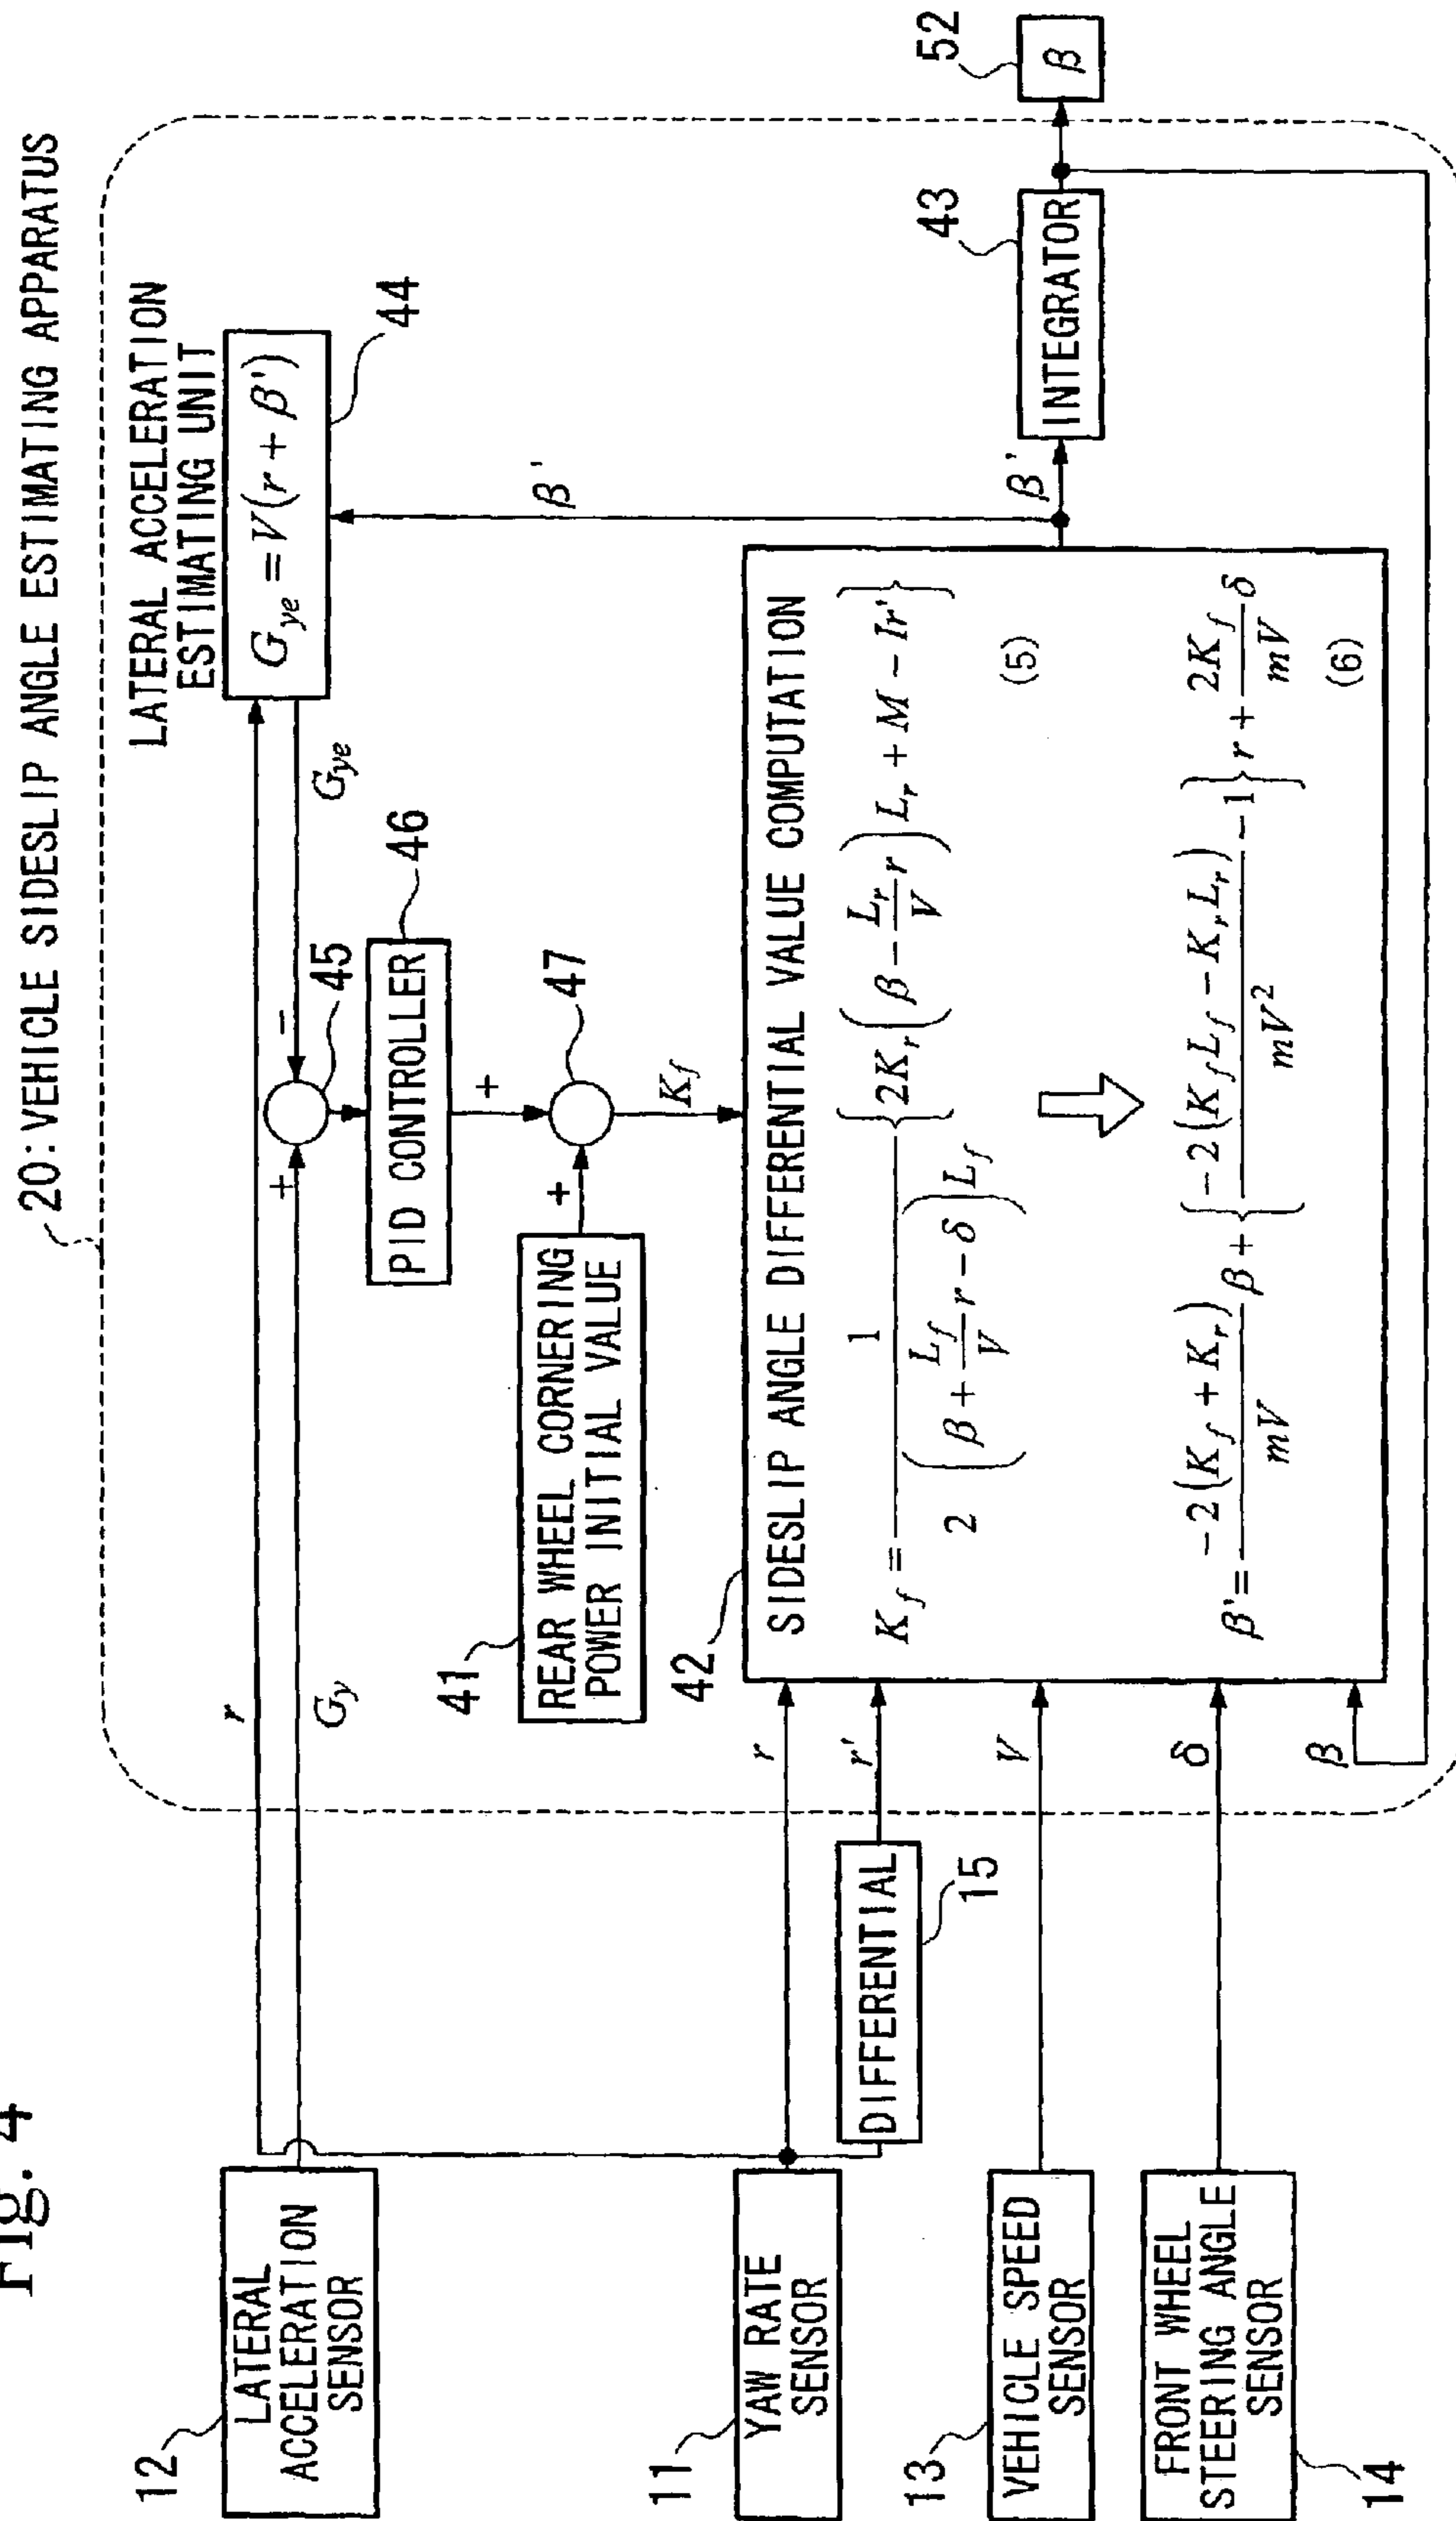 Fig. 4
20:VEHICLE SIDESLIP ANGLE ESTIMATING APPARATUS
12
LATERAL
ACCELERATION
SENSOR
r
Gy
LATERAL ACCELERATION
ESTIMATING UNIT
G_ye = V(r + β')
44
G_ye
+
−
45
PID CONTROLLER
46
+
41
REAR WHEEL CORNERING
POWER INITIAL VALUE
+
47
K_f
β'
11
YAW RATE
SENSOR
r
DIFFERENTIAL
15
r'
13
VEHICLE SPEED
SENSOR
V
14
FRONT WHEEL
STEERING ANGLE
SENSOR
δ
β
42
SIDESLIP ANGLE DIFFERENTIAL VALUE COMPUTATION
K_f = 1 / (2(β + (L_f/V) r − δ) L_f) {2K_r(β − (L_r/V) r) L_r + M − Ir'}
(5)
β' = (−2(K_f + K_r) / mV) β + {(−2(K_f L_f − K_r L_r) / mV²) − 1} r + (2K_f / mV) δ
(6)
β'
INTEGRATOR
43
β
52